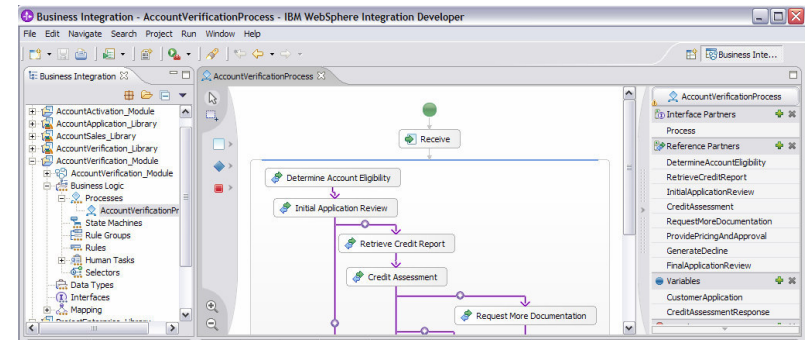 Business Integration - AccountVerificationProcess - IBM WebSphere Integration Developer
File Edit Navigate Search Project Run Window Help
Business Inte...
Business Integration
AccountActivation_Module
AccountApplication_Library
AccountSales_Library
AccountVerification_Library
AccountVerification_Module
AccountVerification_Module
Business Logic
Processes
AccountVerificationPr
State Machines
Rule Groups
Rules
Human Tasks
Selectors
Data Types
Interfaces
Mapping
AccountVerificationProcess
Receive
Determine Account Eligibility
Initial Application Review
Retrieve Credit Report
Credit Assessment
Request More Documentation
AccountVerificationProcess
Interface Partners
Process
Reference Partners
DetermineAccountEligibility
RetrieveCreditReport
InitialApplicationReview
CreditAssessment
RequestMoreDocumentation
ProvidePricingAndApproval
GenerateDecline
FinalApplicationReview
Variables
CustomerApplication
CreditAssessmentResponse